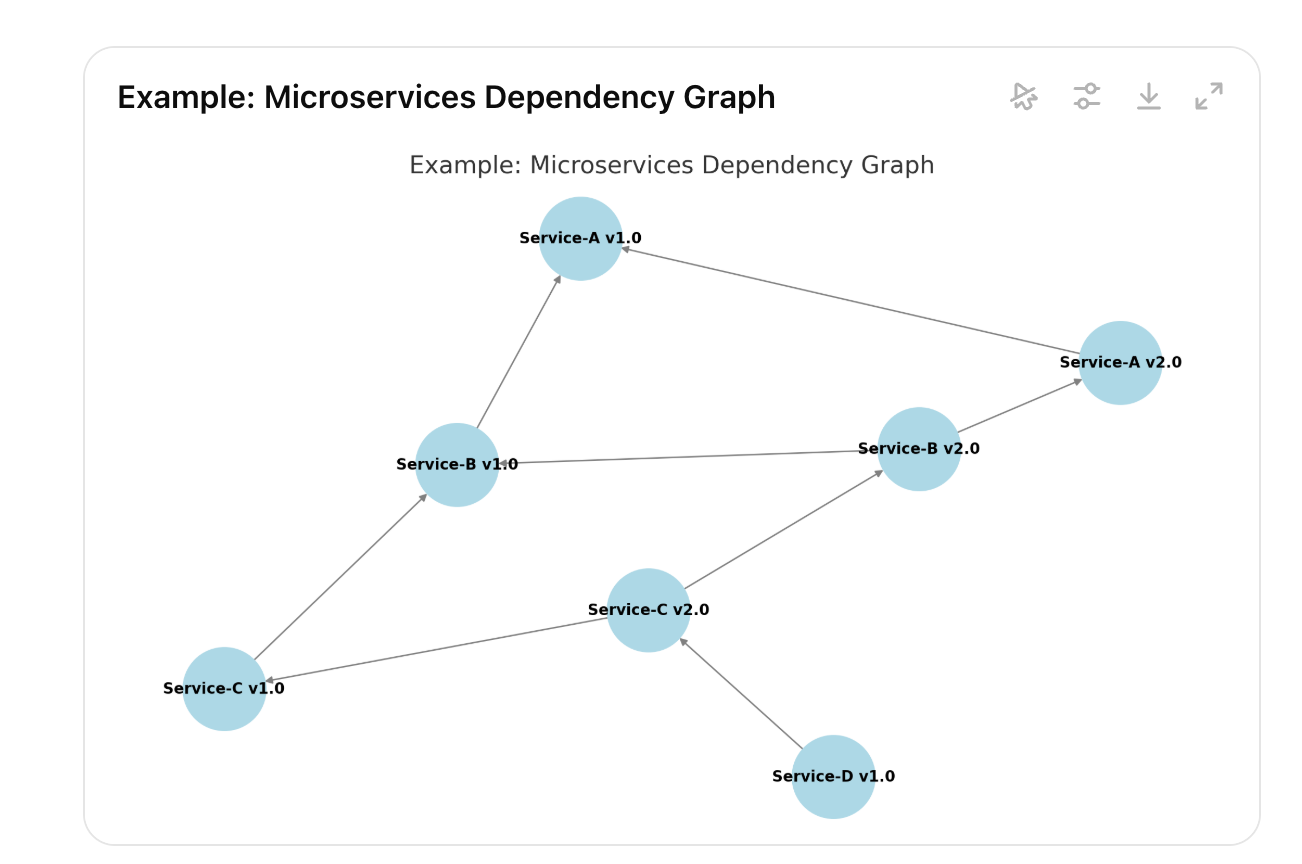 Example: Microservices Dependency Graph
Example: Microservices Dependency Graph
Service-A v1.0
Service-A v2.0
Service-B v2.0
Service-B v1.0
Service-C v2.0
Service-C v1.0
Service-D v1.0